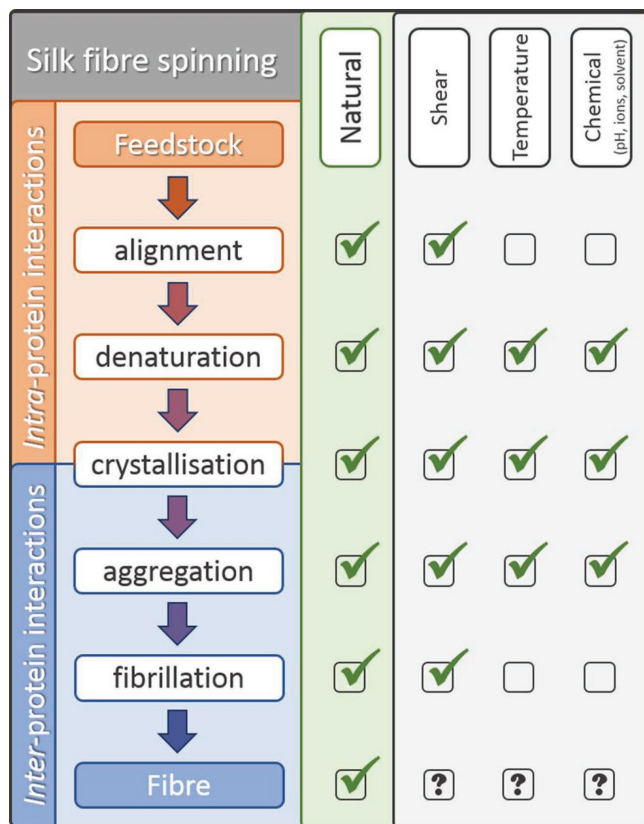 Silk fibre spinning
Natural
Shear
Temperature
Chemical
(pH, ions, solvent)
Intra-protein interactions
Feedstock
alignment
denaturation
crystallisation
Inter-protein interactions
aggregation
fibrillation
Fibre
? ? ?